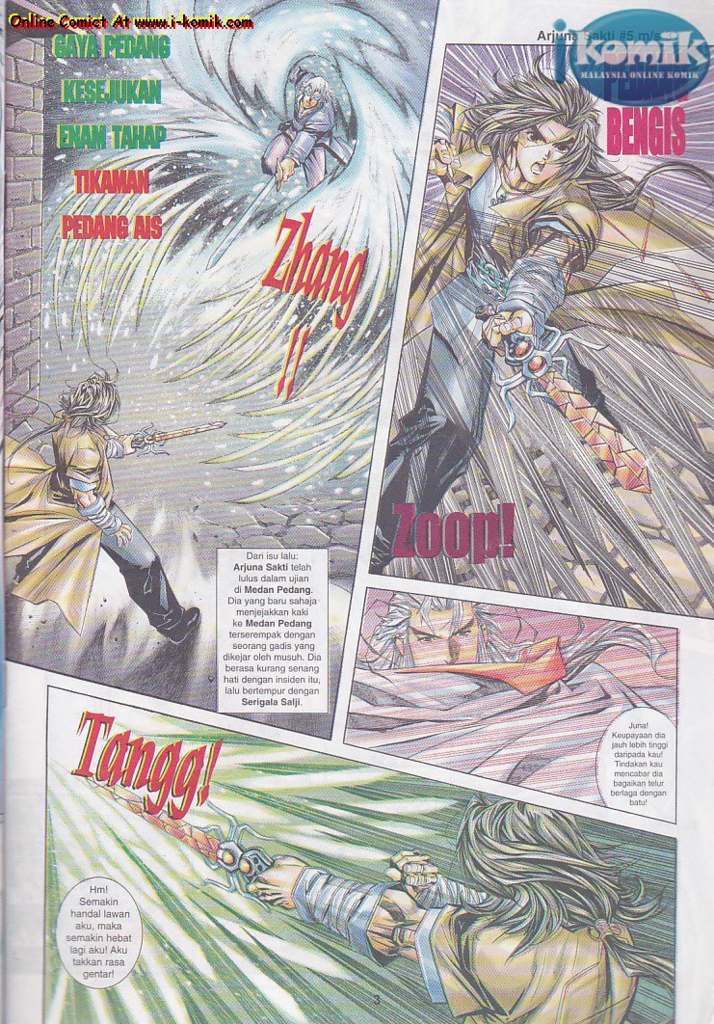 Online Comict At www.i-komik.com
Arjuna Sakti #5 m/s
komik
MALAYSIA ONLINE KOMIK
GAYA PEDANG
KESEJUKAN
ENAM TAHAP
TIKAMAN
PEDANG AIS
BENGIS
Zhang
!!
Zoop!
Dari isu lalu:
Arjuna Sakti telah
lulus dalam ujian
di Medan Pedang.
Dia yang baru sahaja
menjejakkan kaki
ke Medan Pedang
terserempak dengan
seorang gadis yang
dikejar oleh musuh. Dia
berasa kurang senang
hati dengan insiden itu,
lalu bertempur dengan
Serigala Salji.
Juna!
Keupayaan dia
jauh lebih tinggi
daripada kau!
Tindakan kau
mencabar dia
bagaikan telur
berlaga dengan
batu!
Tangg!
Hm!
Semakin
handal lawan
aku, maka
semakin hebat
lagi aku! Aku
takkan rasa
gentar!
3